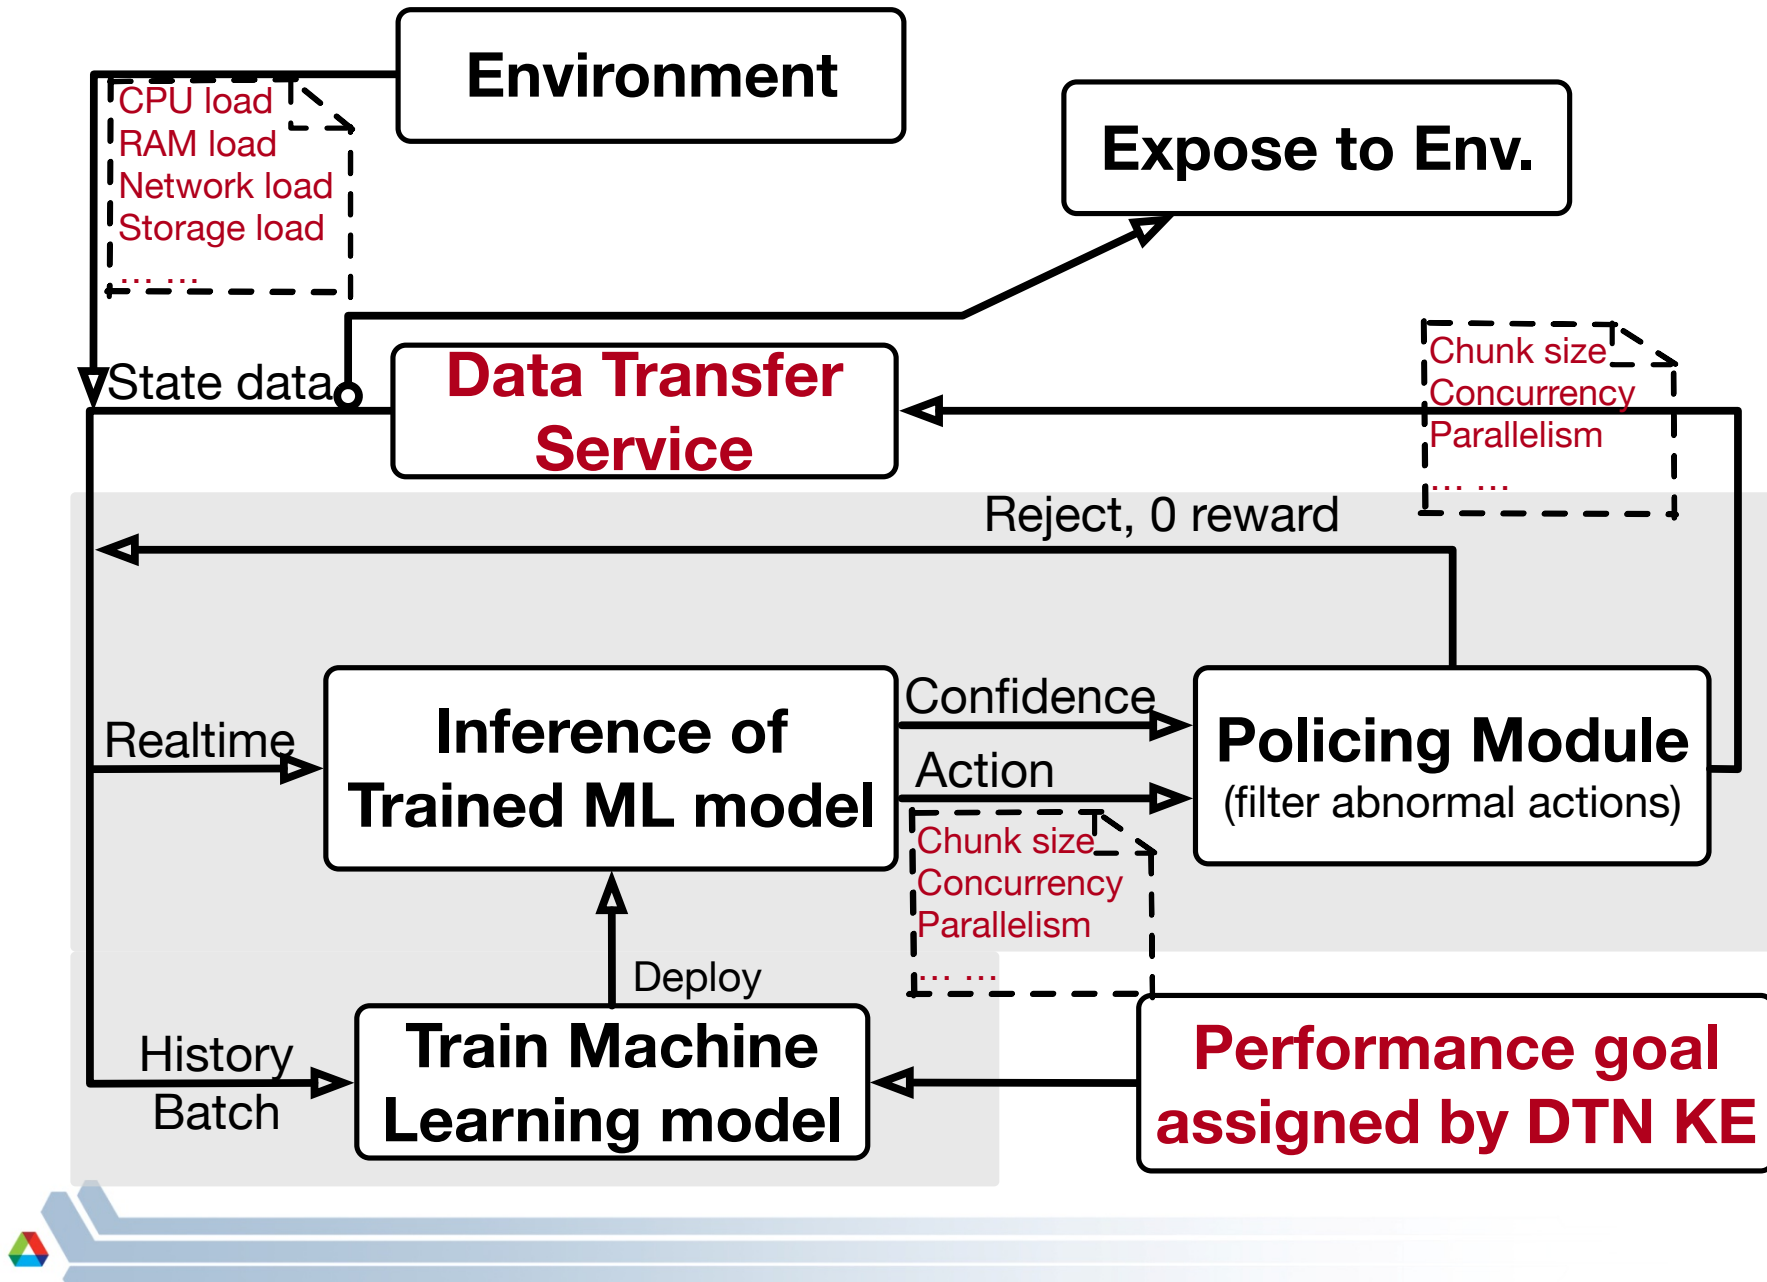 Environment
CPU load
RAM load
Network load
Storage load
... ...
Expose to Env.
State data
Data Transfer
Service
Chunk size
Concurrency
Parallelism
... ...
Reject, 0 reward
Realtime
Inference of
Trained ML model
Confidence
Action
Policing Module
(filter abnormal actions)
Chunk size
Concurrency
Parallelism
... ...
Deploy
History
Batch
Train Machine
Learning model
Performance goal
assigned by DTN KE